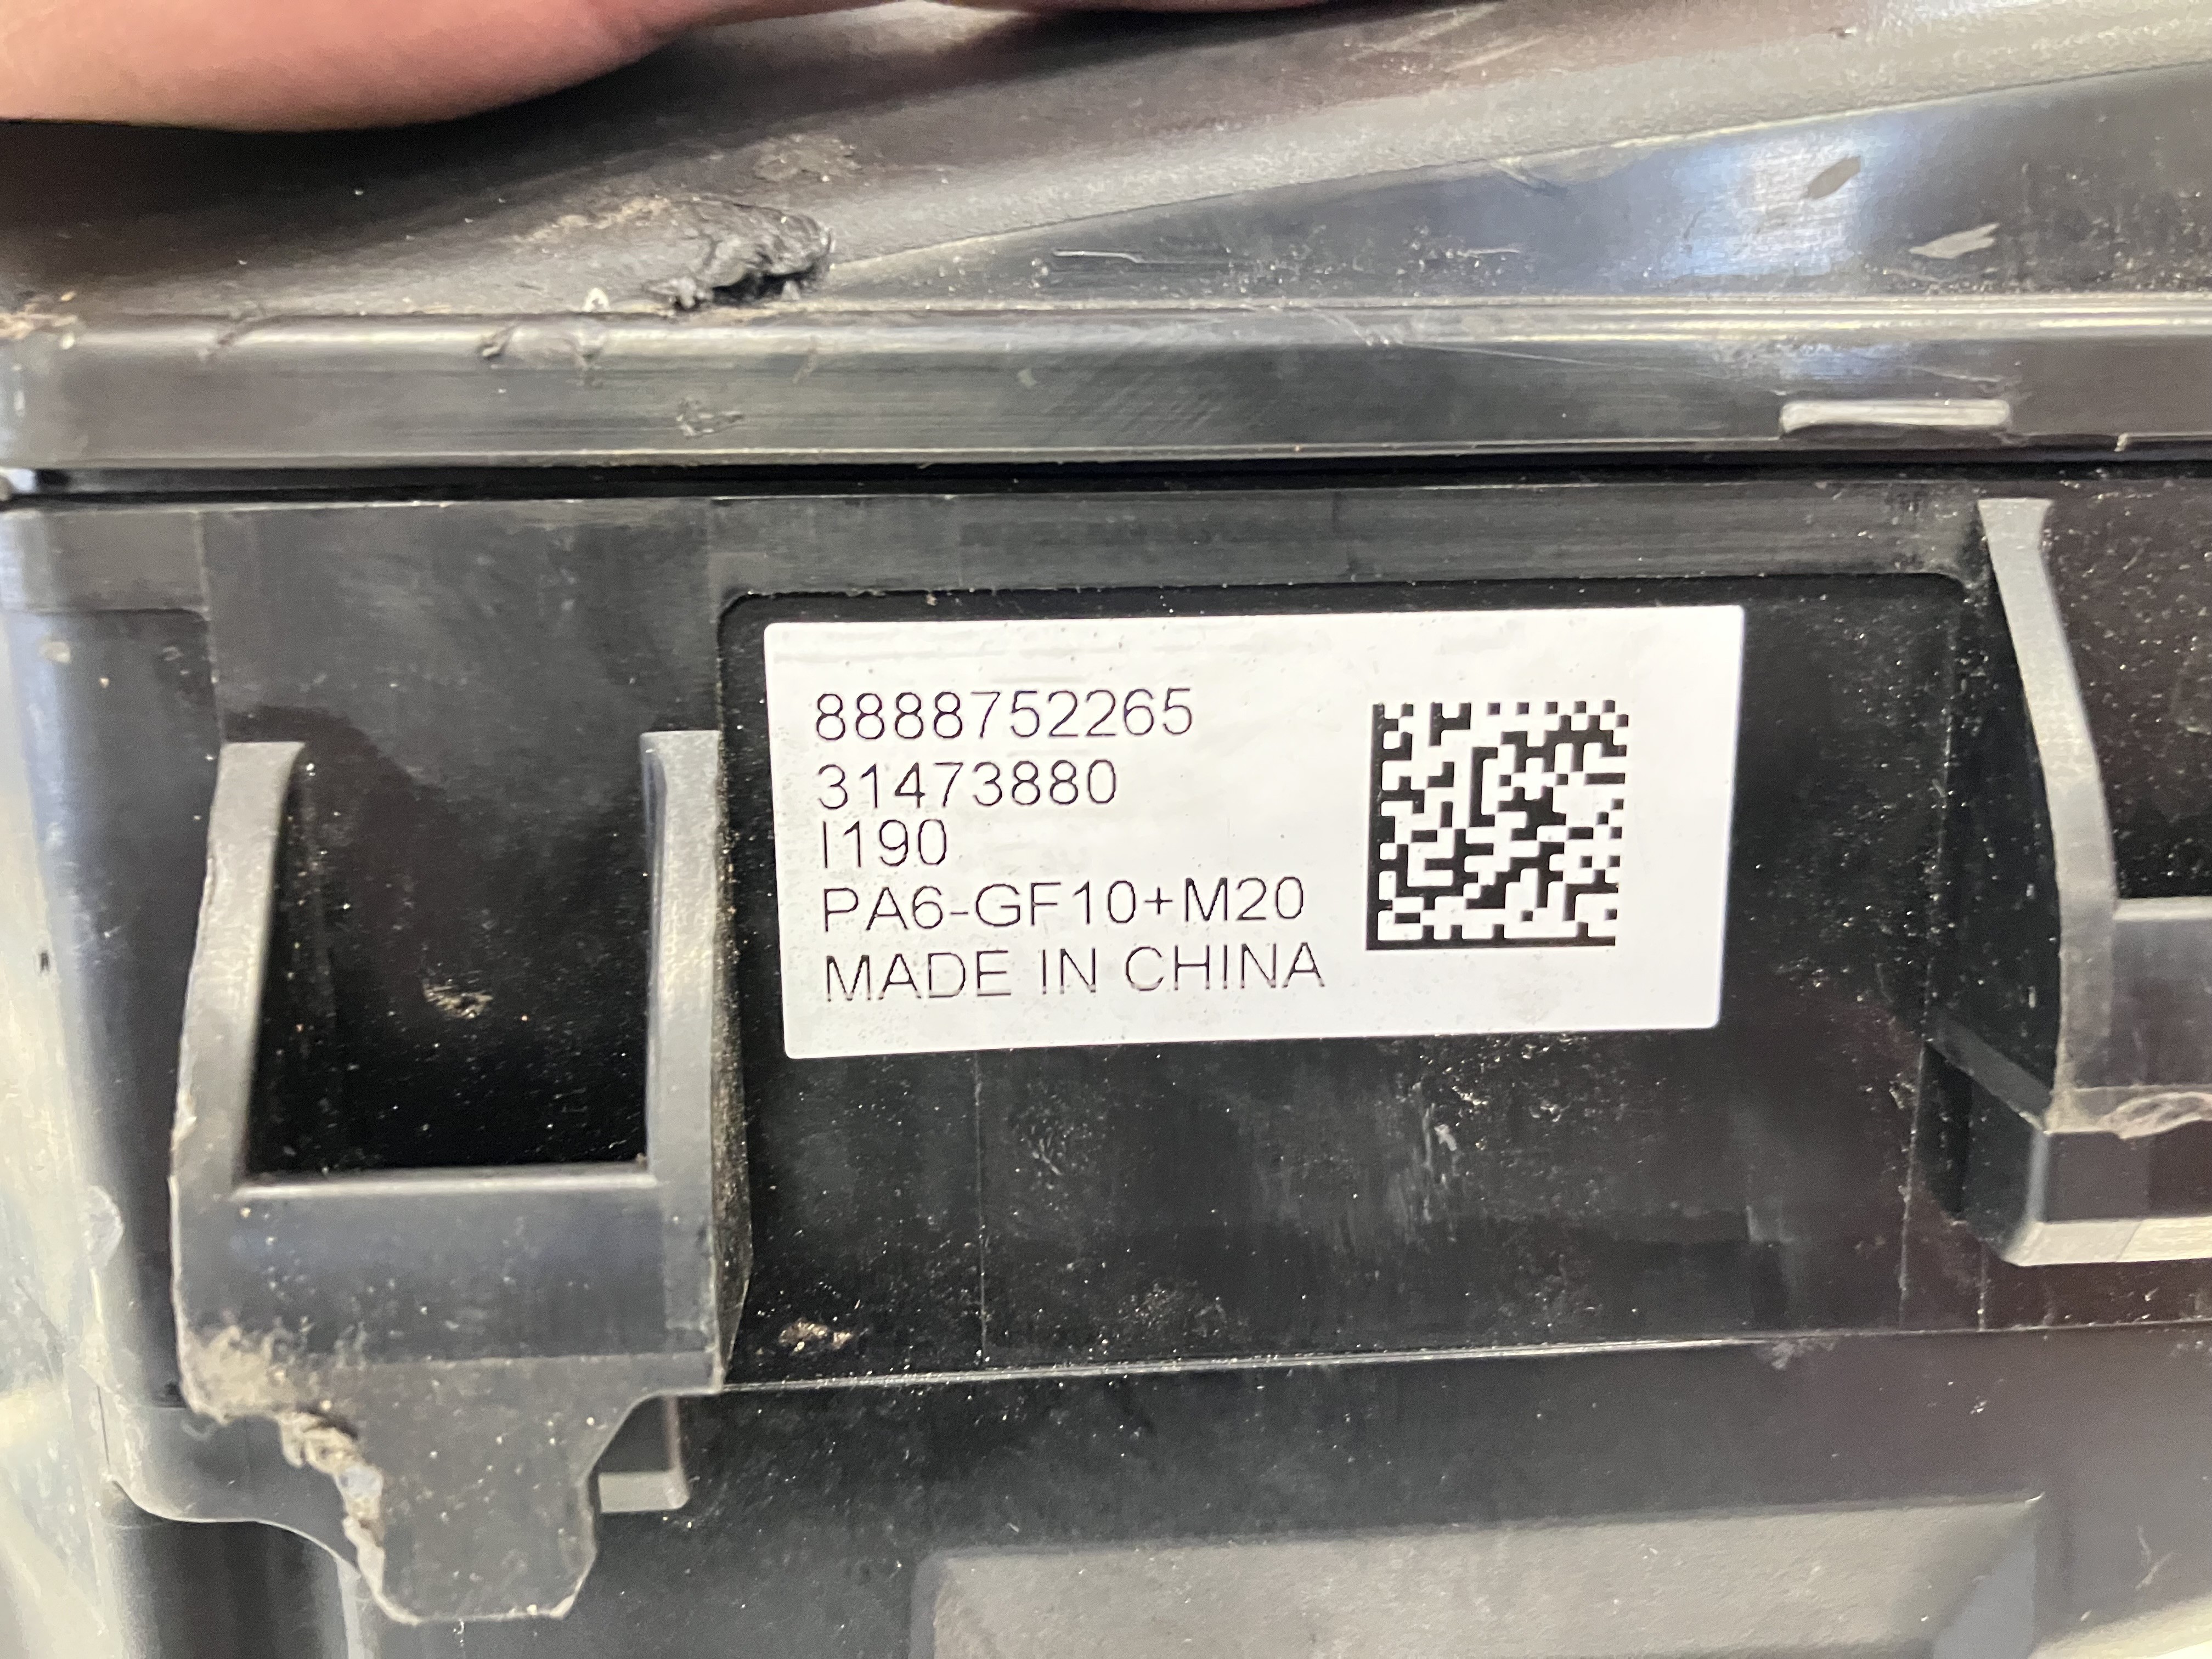 8888752265
31473880
I190
PA6-GF10+M20
MADE IN CHINA